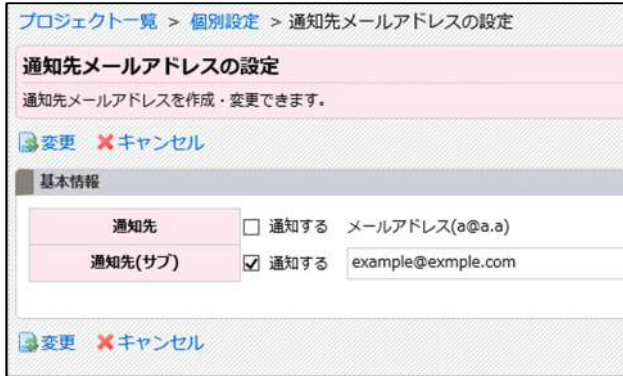 プロジェクト一覧 > 個別設定 > 通知先メールアドレスの設定
通知先メールアドレスの設定
通知先メールアドレスを作成・変更できます。
変更 キャンセル
基本情報
通知先 通知する メールアドレス(a@a.a)
通知先(サブ) 通知する example@exmple.com
変更 キャンセル